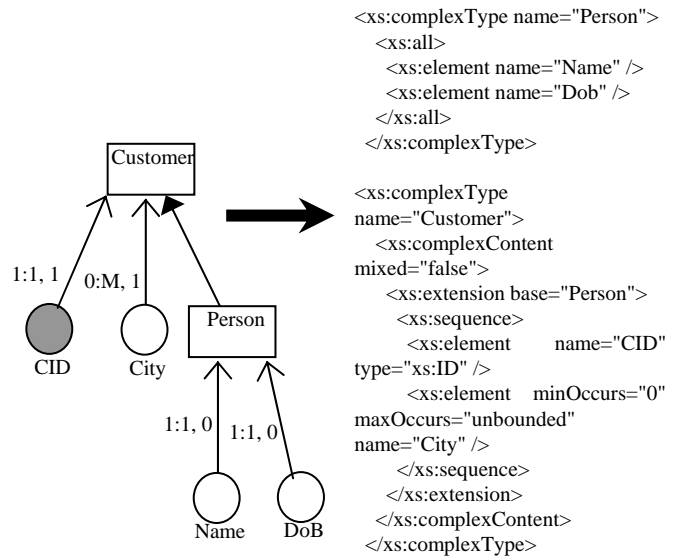 Customer
1:1, 1
0:M, 1
CID
City
Person
1:1, 0
1:1, 0
Name
DoB
<xs:complexType name="Person">
<xs:all>
<xs:element name="Name" />
<xs:element name="Dob" />
</xs:all>
</xs:complexType>
<xs:complexType
name="Customer">
<xs:complexContent
mixed="false">
<xs:extension base="Person">
<xs:sequence>
<xs:element name="CID"
type="xs:ID" />
<xs:element minOccurs="0"
maxOccurs="unbounded"
name="City" />
</xs:sequence>
</xs:extension>
</xs:complexContent>
</xs:complexType>